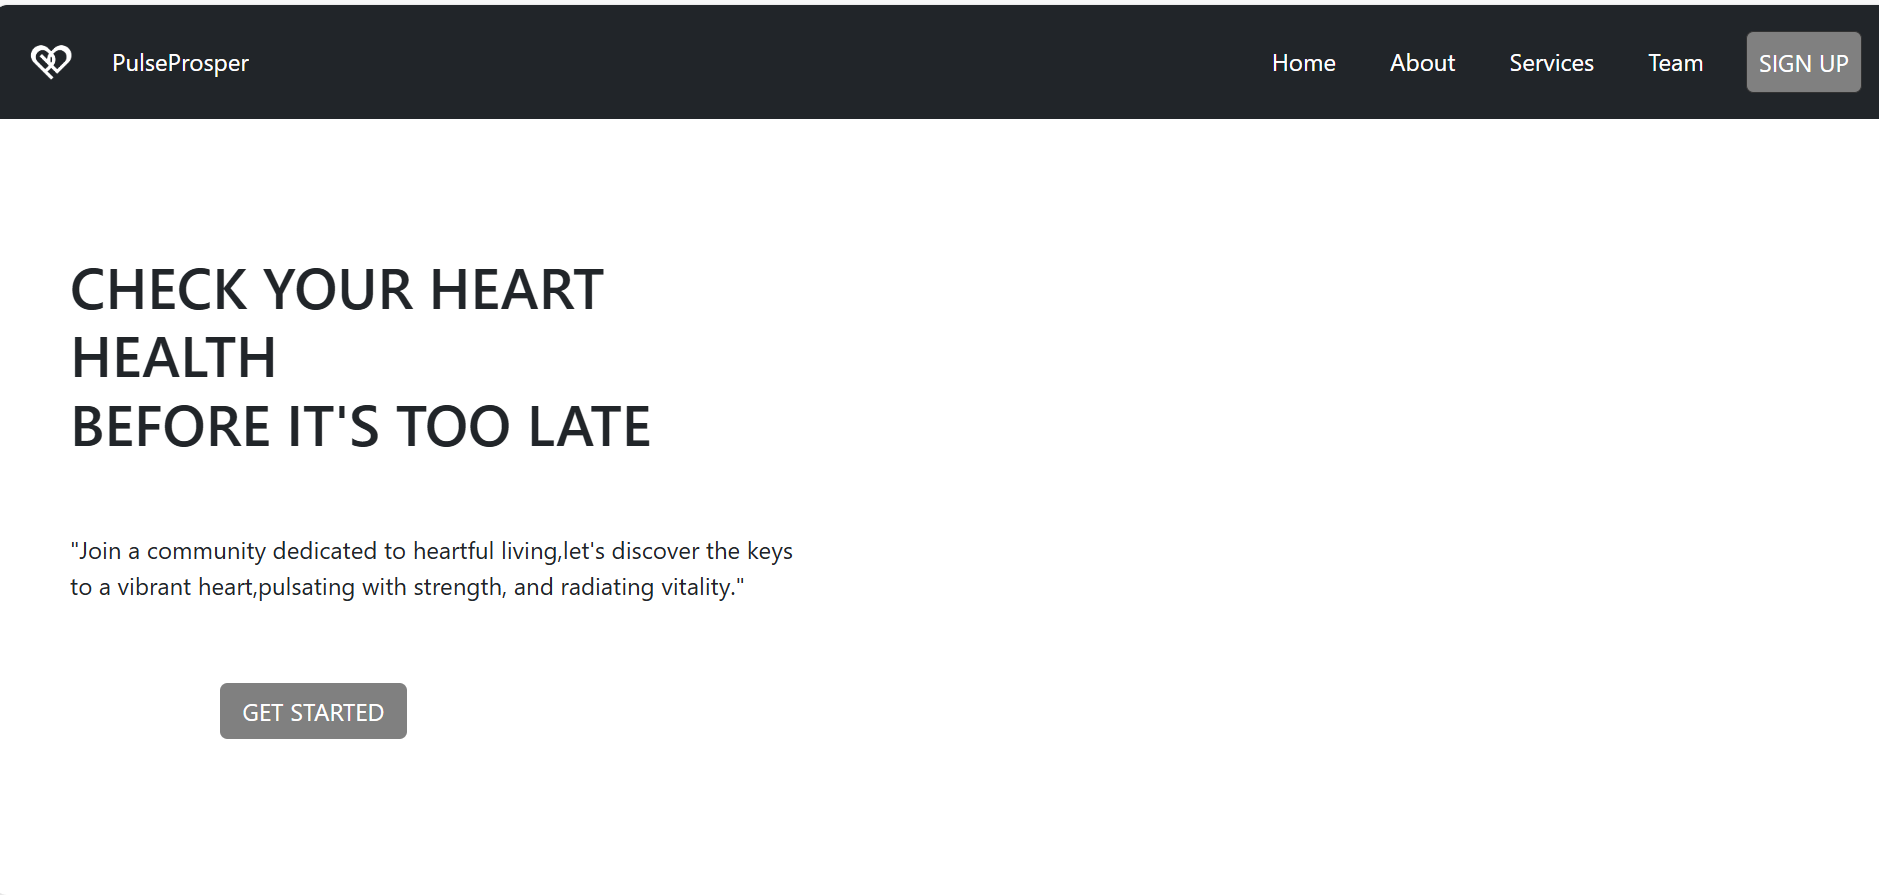 PulseProsper
Home
About
Services
Team
SIGN UP
CHECK YOUR HEART
HEALTH
BEFORE IT'S TOO LATE
"Join a community dedicated to heartful living,let's discover the keys
to a vibrant heart,pulsating with strength, and radiating vitality."
GET STARTED